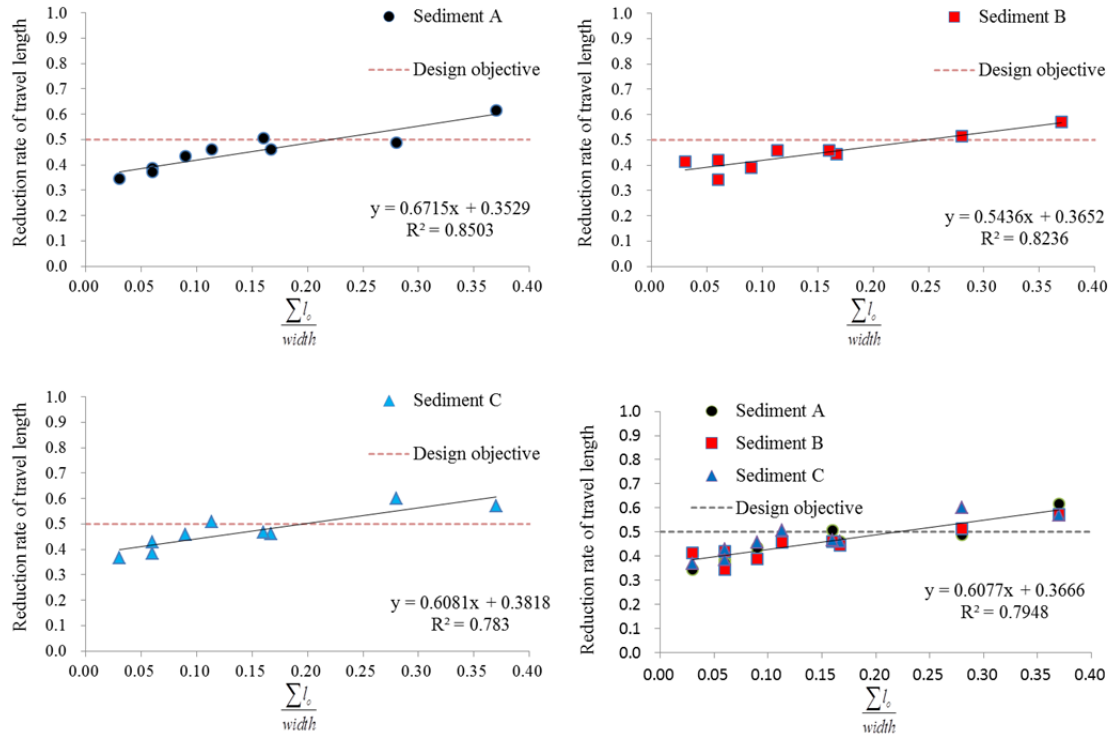 Reduction rate of travel length
1.0
0.9
0.8
0.7
0.6
0.5
0.4
0.3
0.2
0.1
0.0
Sediment A
Design objective
y = 0.6715x + 0.3529
R² = 0.8503
0.00 0.05 0.10 0.15 0.20 0.25 0.30 0.35 0.40
∑ lₒ
width
Reduction rate of travel length
1.0
0.9
0.8
0.7
0.6
0.5
0.4
0.3
0.2
0.1
0.0
Sediment B
Design objective
y = 0.5436x + 0.3652
R² = 0.8236
0.00 0.05 0.10 0.15 0.20 0.25 0.30 0.35 0.40
∑ lₒ
width
Reduction rate of travel length
1.0
0.9
0.8
0.7
0.6
0.5
0.4
0.3
0.2
0.1
0.0
Sediment C
Design objective
y = 0.6081x + 0.3818
R² = 0.783
0.00 0.05 0.10 0.15 0.20 0.25 0.30 0.35 0.40
∑ lₒ
width
Reduction rate of travel length
1.0
0.9
0.8
0.7
0.6
0.5
0.4
0.3
0.2
0.1
0.0
Sediment A
Sediment B
Sediment C
Design objective
y = 0.6077x + 0.3666
R² = 0.7948
0.00 0.05 0.10 0.15 0.20 0.25 0.30 0.35 0.40
∑ lₒ
width